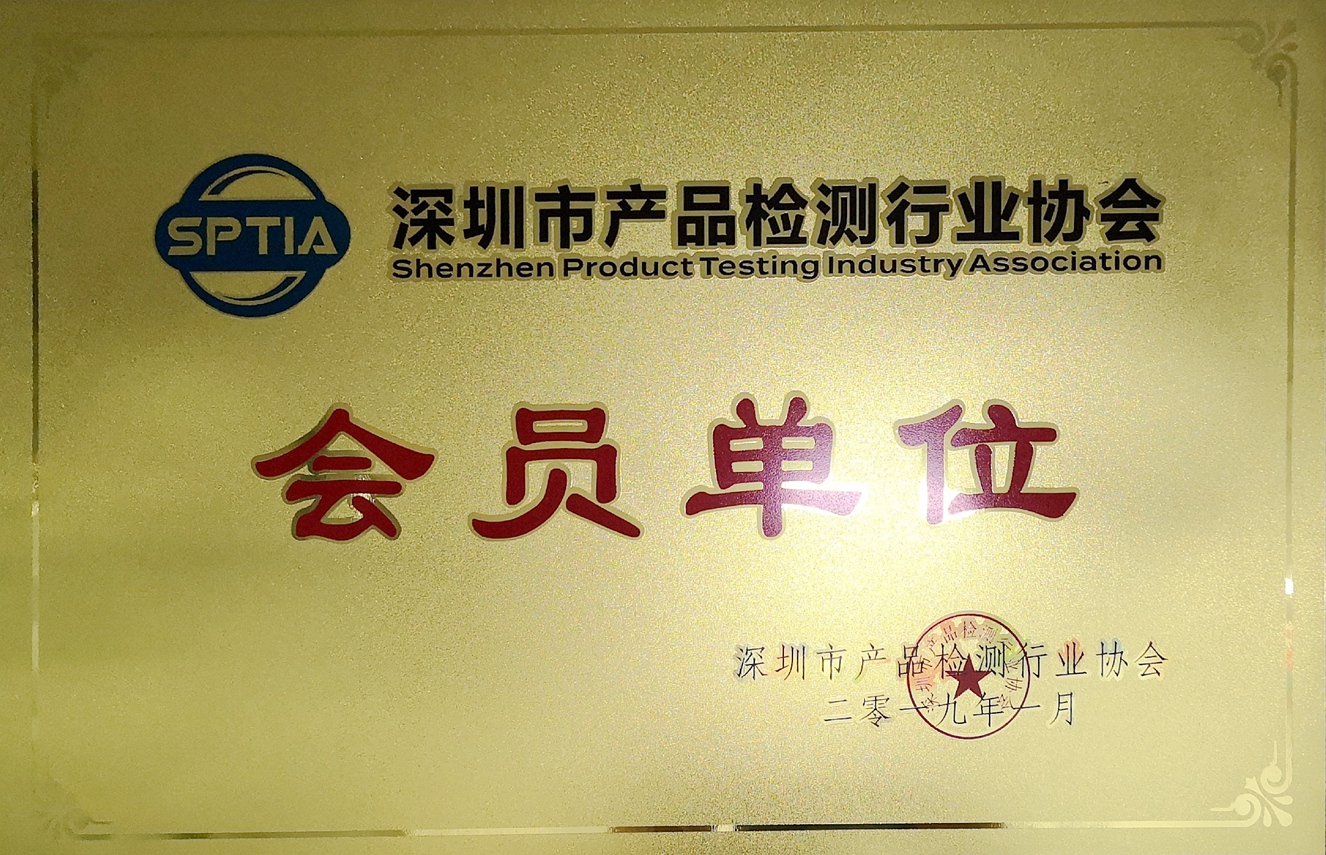 SPTIA
深圳市产品检测行业协会
Shenzhen Product Testing Industry Association
会员单位
深圳市产品检测行业协会
二零一九年一月